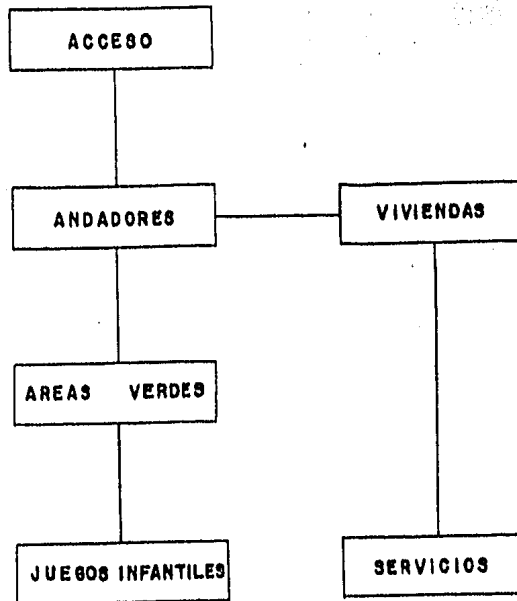 ACCESO
ANDADORES
VIVIENDAS
AREAS VERDES
JUEGOS INFANTILES
SERVICIOS